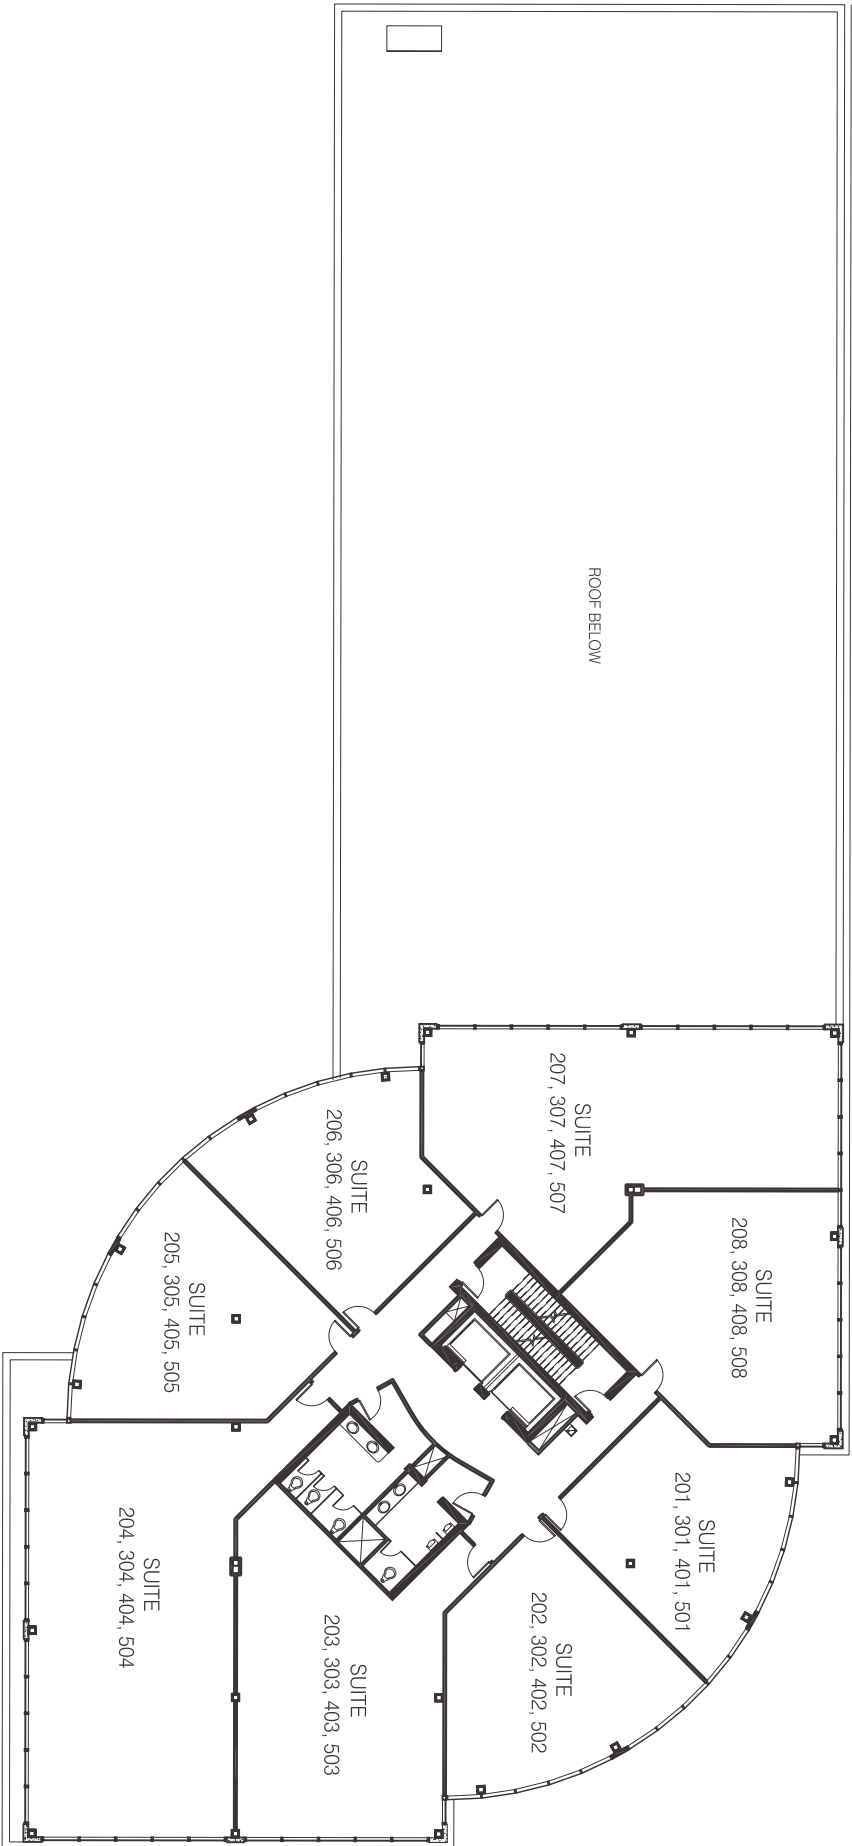 ROOF BELOW
SUITE
207, 307, 407, 507
SUITE
206, 306, 406, 506
SUITE
208, 308, 408, 508
SUITE
205, 305, 405, 505
SUITE
201, 301, 401, 501
SUITE
204, 304, 404, 504
SUITE
202, 302, 402, 502
SUITE
203, 303, 403, 503